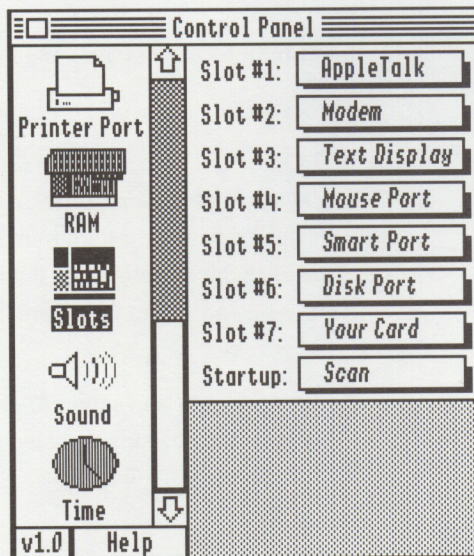 Control Panel
Printer Port
RAM
Slots
Sound
Time
v1.0
Help
Slot #1: AppleTalk
Slot #2: Modem
Slot #3: Text Display
Slot #4: Mouse Port
Slot #5: Smart Port
Slot #6: Disk Port
Slot #7: Your Card
Startup: Scan